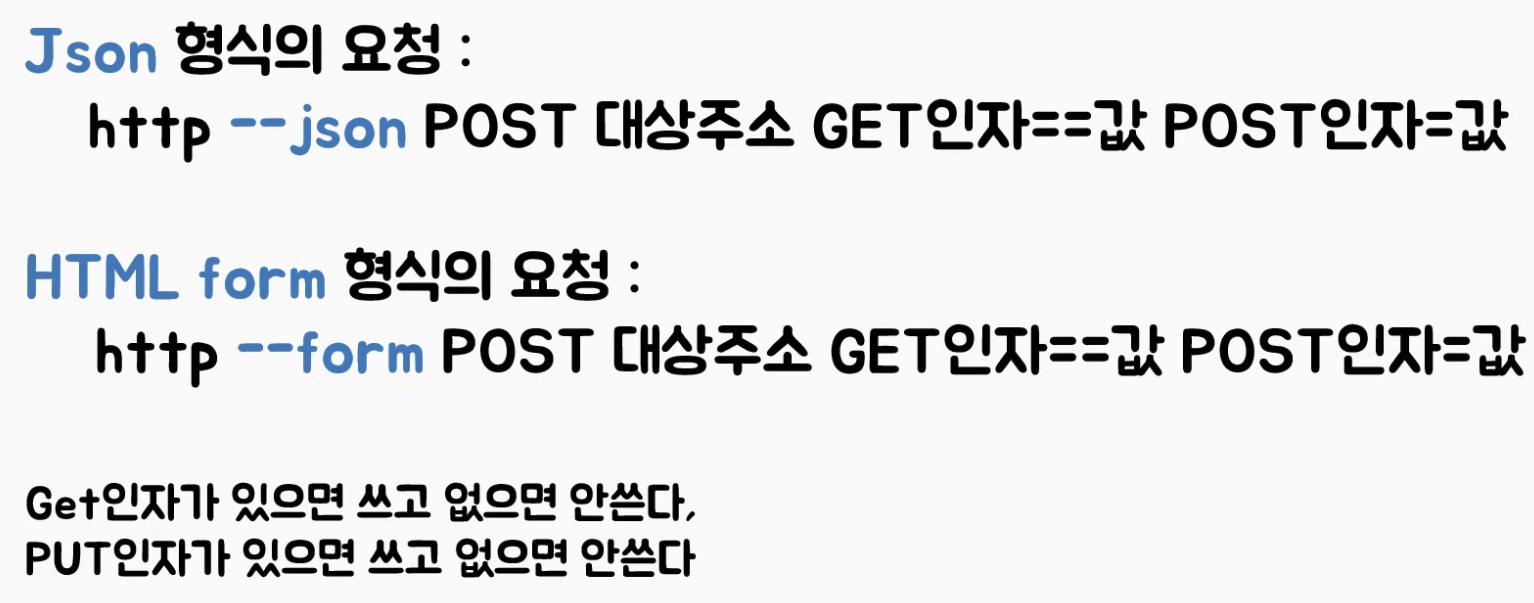 Json 형식의 요청 :
http --json POST 대상주소 GET인자==값 POST인자=값
HTML form 형식의 요청 :
http --form POST 대상주소 GET인자==값 POST인자=값
Get인자가 있으면 쓰고 없으면 안쓴다,
PUT인자가 있으면 쓰고 없으면 안쓴다